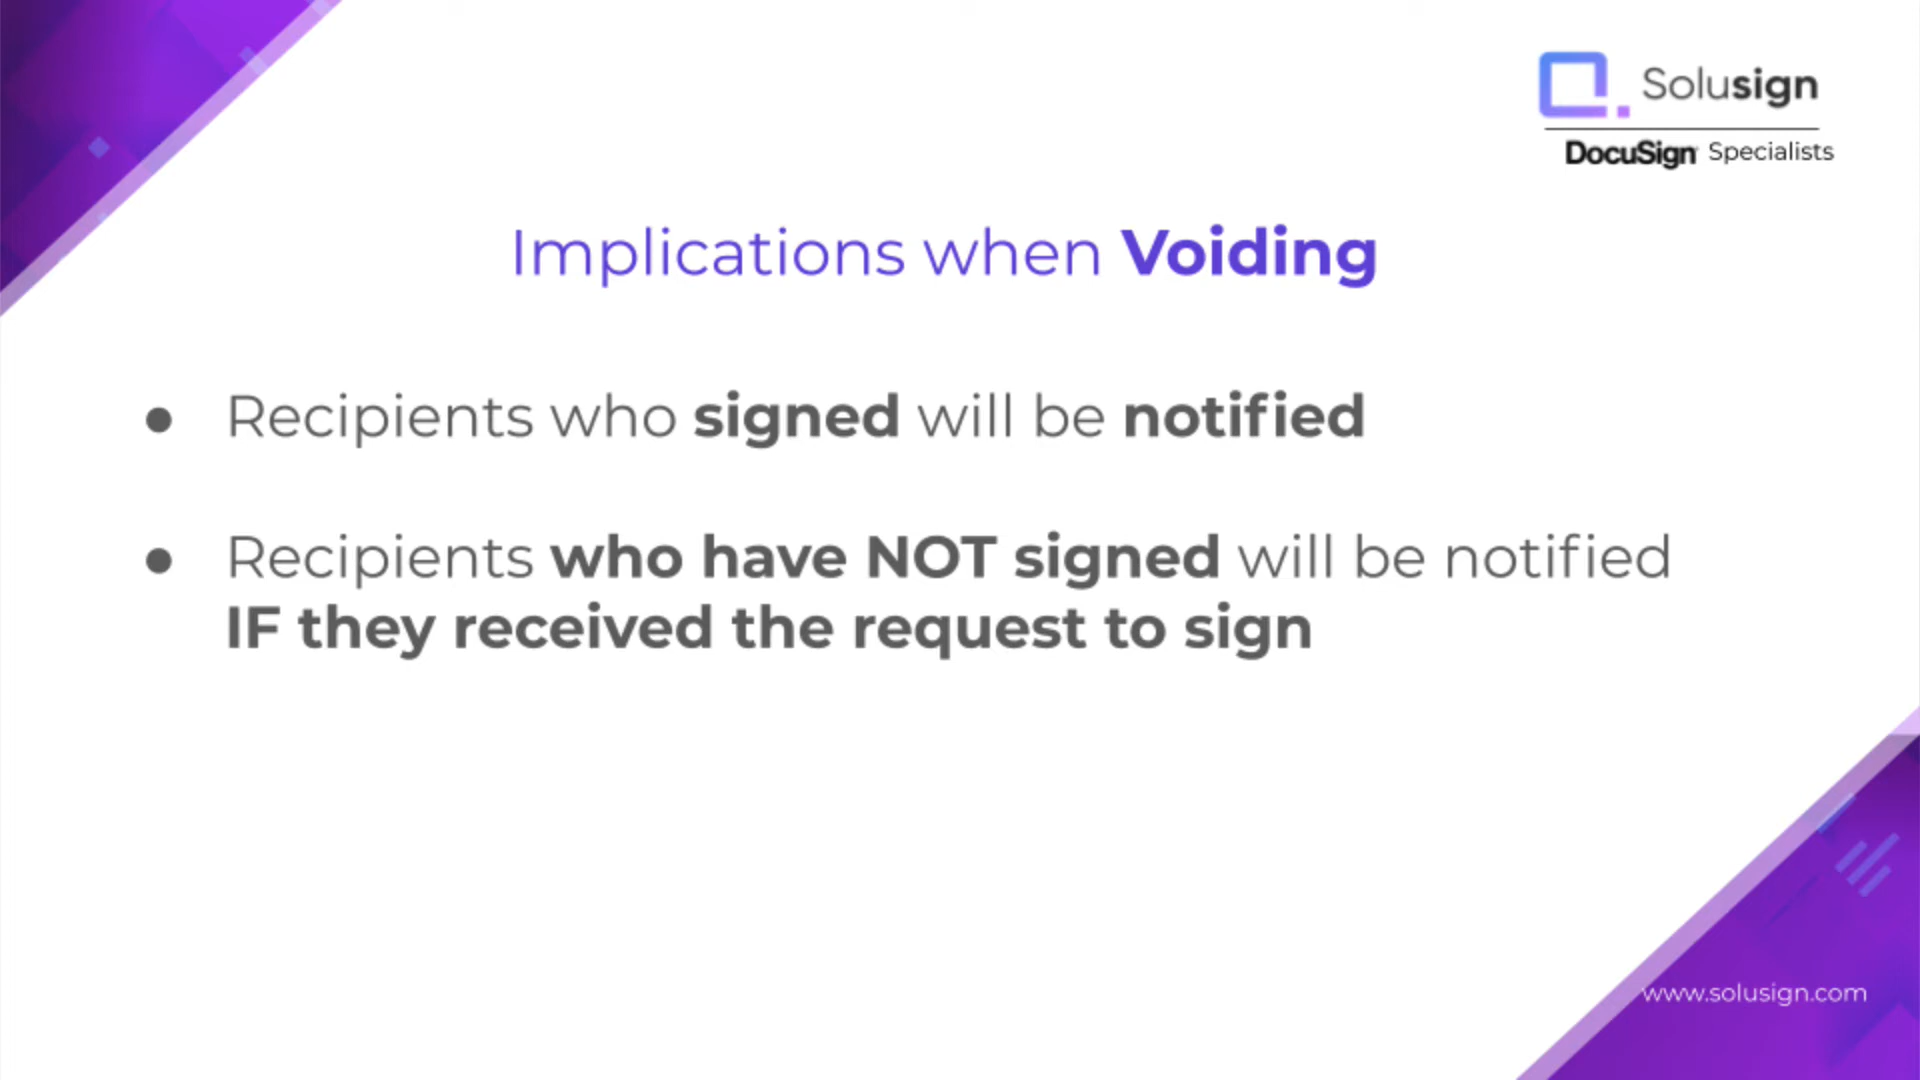 Solusign
DocuSign Specialists
Implications when Voiding
● Recipients who signed will be notified
● Recipients who have NOT signed will be notified
IF they received the request to sign
www.solusign.com